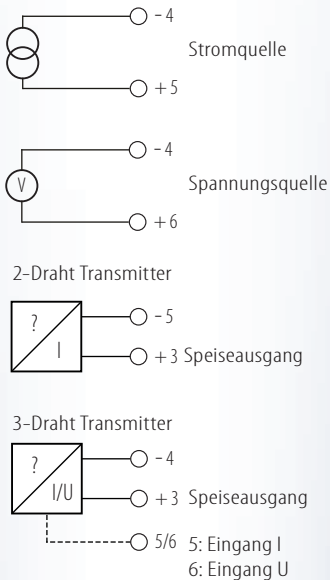 - 4
Stromquelle
+ 5
- 4
V
Spannungsquelle
+ 6
2-Draht Transmitter
?
I
- 5
+ 3 Speiseausgang
3-Draht Transmitter
?
I/U
- 4
+ 3 Speiseausgang
5/6 5: Eingang I
6: Eingang U